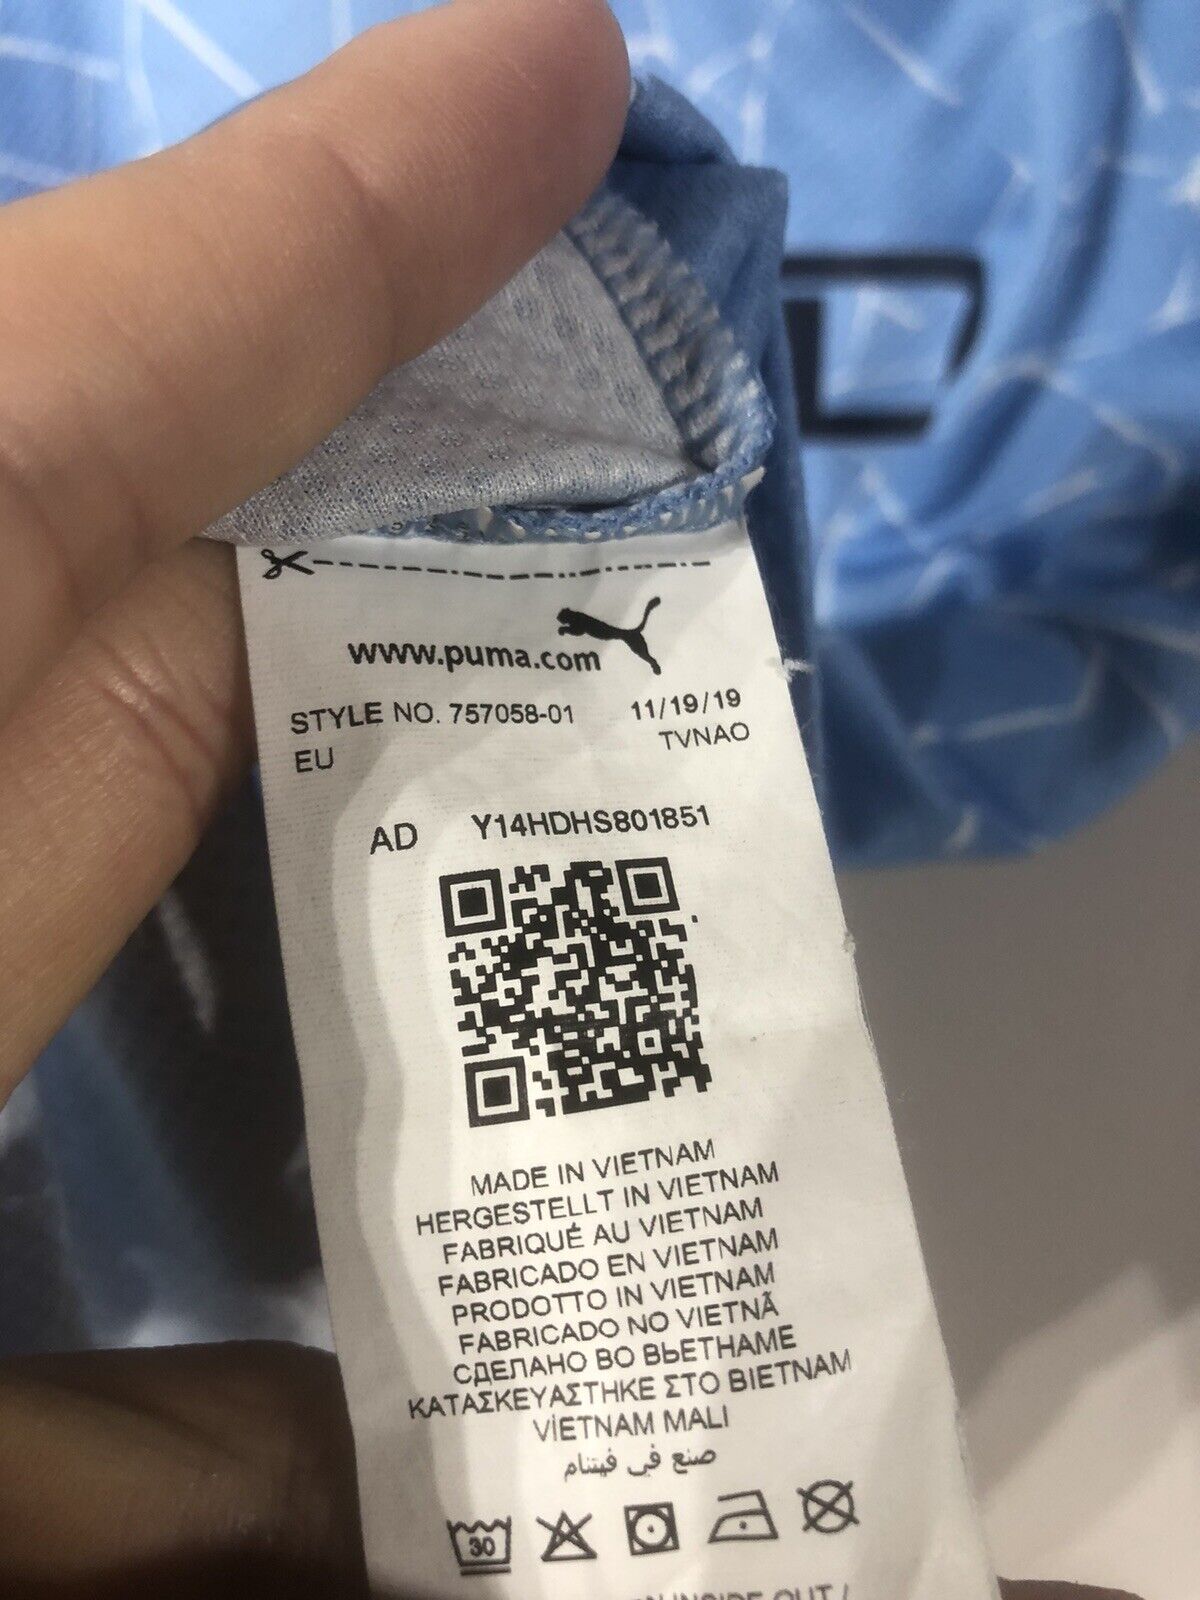 www.puma.com
STYLE NO. 757058-01 11/19/19
EU TVNAO
AD Y14HDHS801851
MADE IN VIETNAM
HERGESTELLT IN VIETNAM
FABRIQUÉ AU VIETNAM
FABRICADO EN VIETNAM
PRODOTTO IN VIETNAM
FABRICADO NO VIETNÃ
СДЕЛАНО ВО ВЬЕТНАМЕ
ΚΑΤΑΣΚΕΥΑΣΤΗΚΕ ΣΤΟ ΒΙΕΤΝΑΜ
VİETNAM MALI
صنع في فيتنام
30
INSIDE OUT /